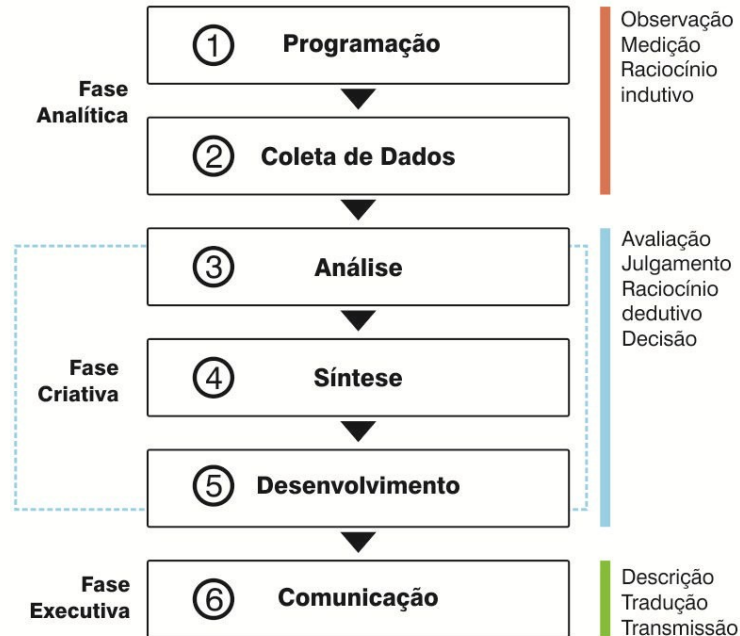 Fase
Analítica
① Programação
② Coleta de Dados
Observação
Medição
Raciocínio
indutivo
Fase
Criativa
③ Análise
④ Síntese
⑤ Desenvolvimento
Avaliação
Julgamento
Raciocínio
dedutivo
Decisão
Fase
Executiva
⑥ Comunicação
Descrição
Tradução
Transmissão